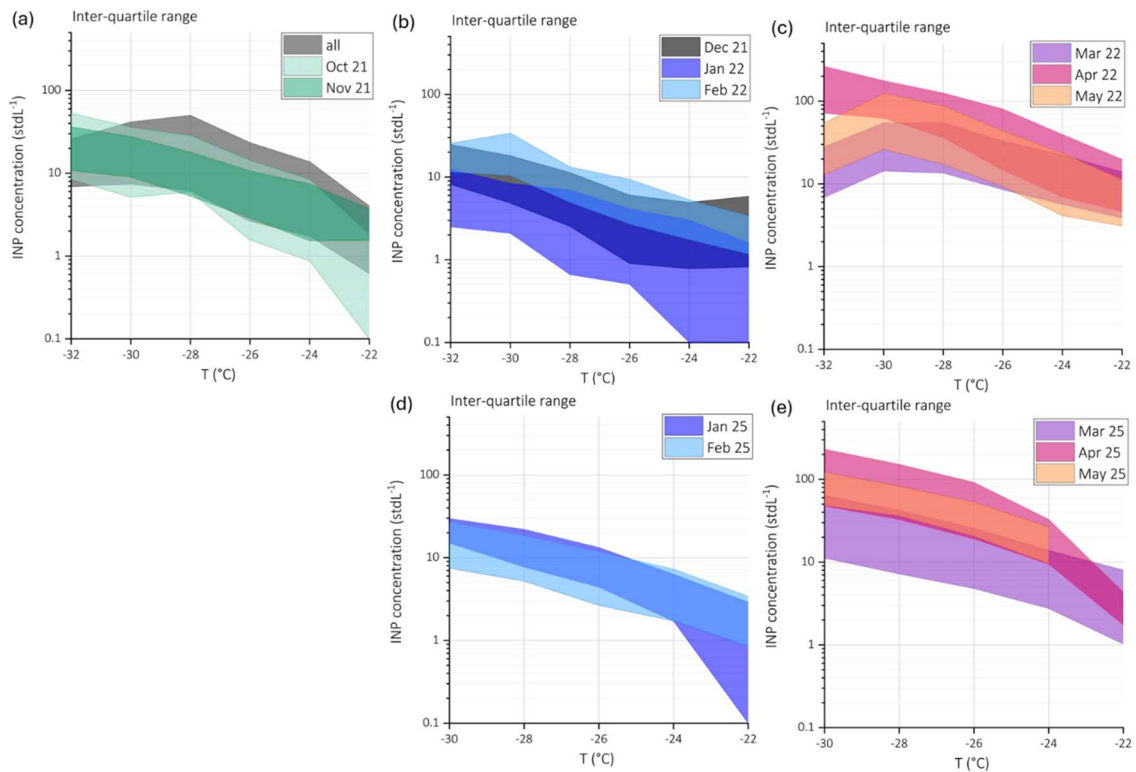 (a)
Inter-quartile range
all
Oct 21
Nov 21
INP concentration (stdL⁻¹)
100
10
1
0.1
-32
-30
-28
-26
-24
-22
T (°C)
(b)
Inter-quartile range
Dec 21
Jan 22
Feb 22
INP concentration (stdL⁻¹)
100
10
1
0.1
-32
-30
-28
-26
-24
-22
T (°C)
(c)
Inter-quartile range
Mar 22
Apr 22
May 22
INP concentration (stdL⁻¹)
100
10
1
0.1
-32
-30
-28
-26
-24
-22
T (°C)
(d)
Inter-quartile range
Jan 25
Feb 25
INP concentration (stdL⁻¹)
100
10
1
0.1
-30
-28
-26
-24
-22
T (°C)
(e)
Inter-quartile range
Mar 25
Apr 25
May 25
INP concentration (stdL⁻¹)
100
10
1
0.1
-30
-28
-26
-24
-22
T (°C)